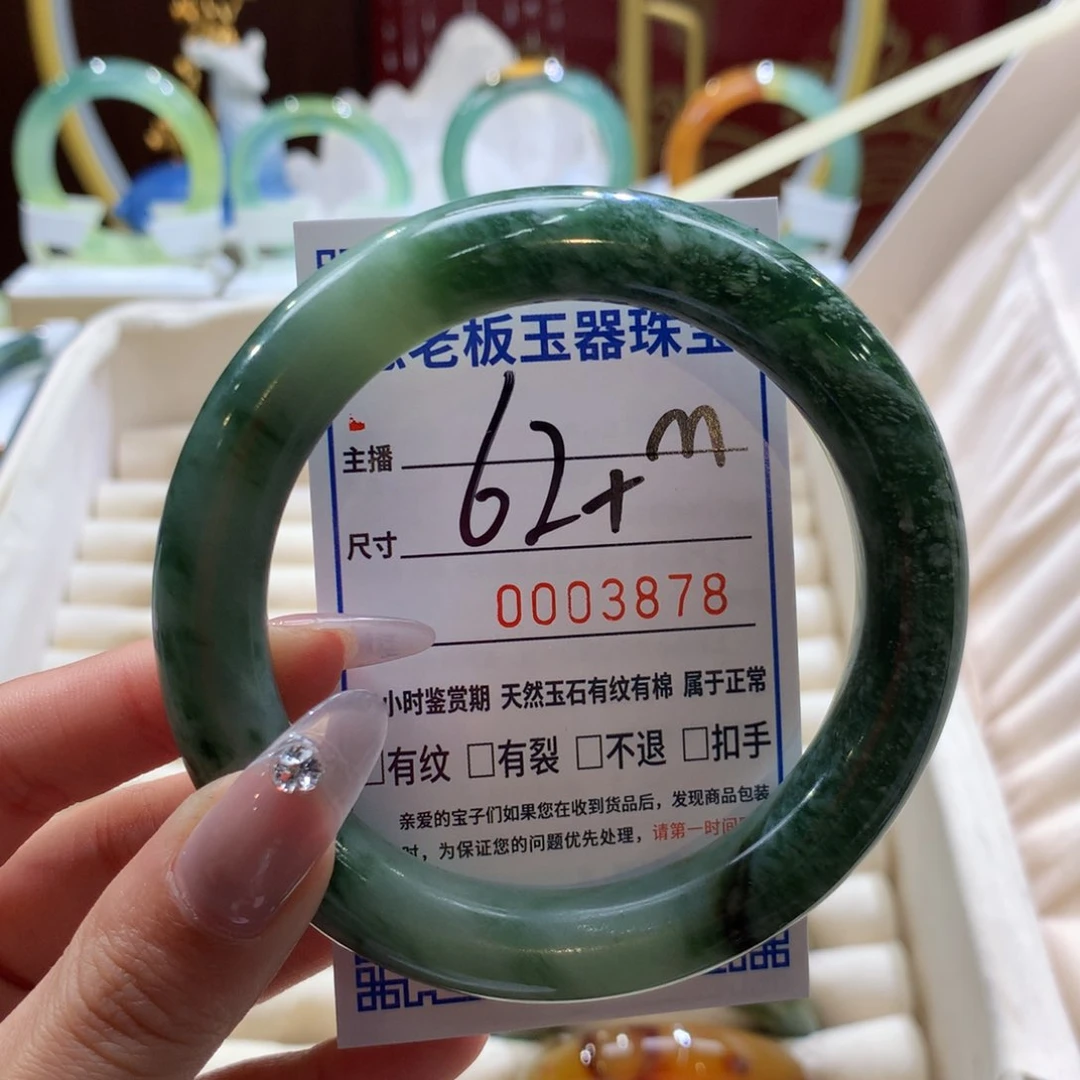 老板玉器珠宝
主播
62+ m
尺寸
0003878
小时鉴赏期 天然玉石有纹有棉 属于正常
□有纹 □有裂 □不退 □扣手
亲爱的宝子们如果您在收到货品后，发现商品包装
时，为保证您的问题优先处理，请第一时间